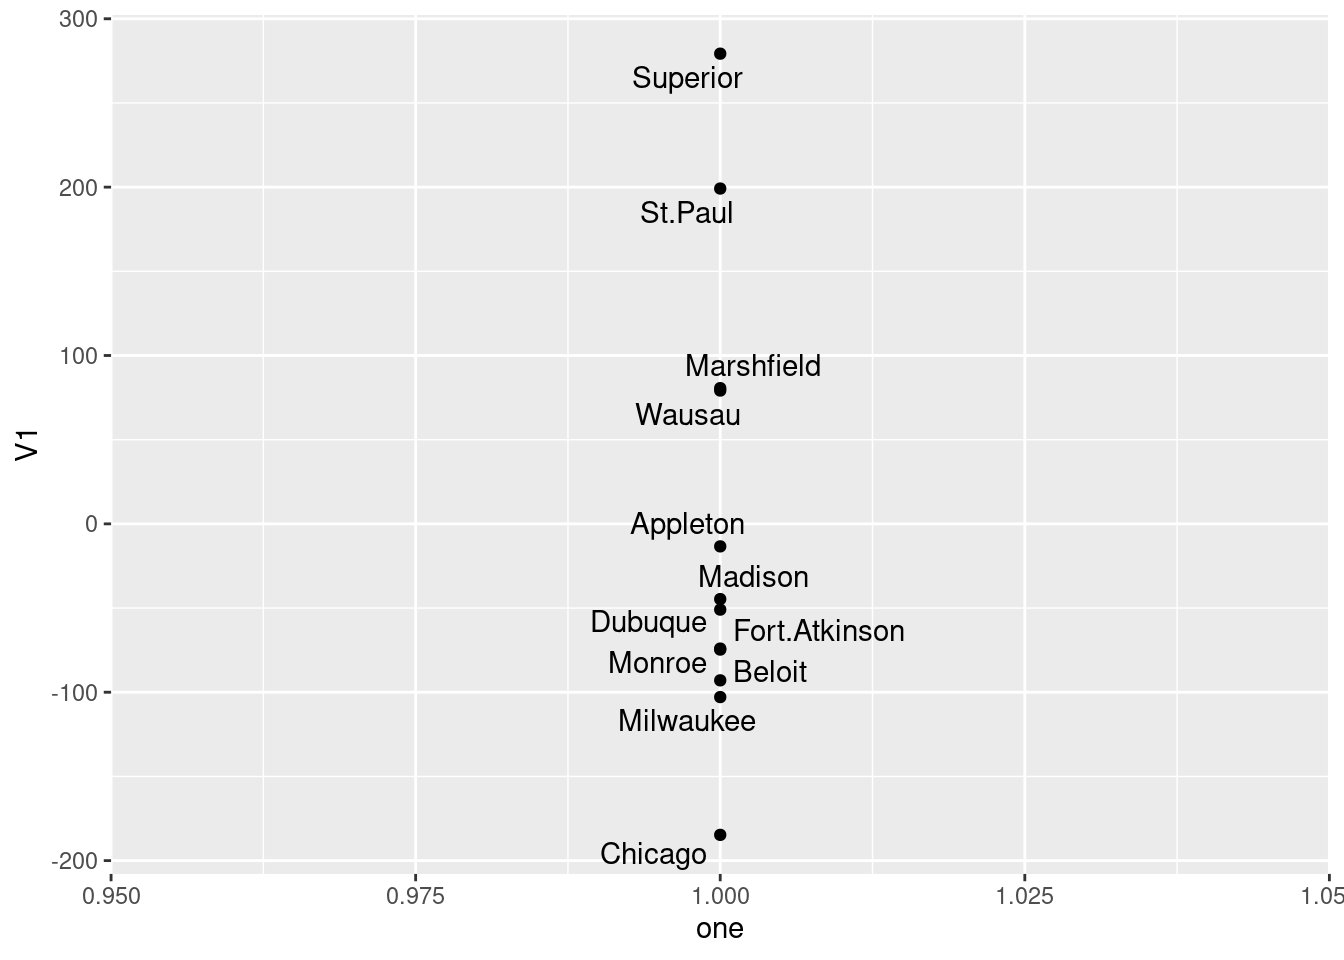 300
Superior
200
St.Paul
100
Marshfield
Wausau
V1
0
Appleton
Madison
Dubuque
Fort.Atkinson
Monroe
Beloit
-100
Milwaukee
Chicago
-200
0.950 0.975 1.000 1.025 1.05
one